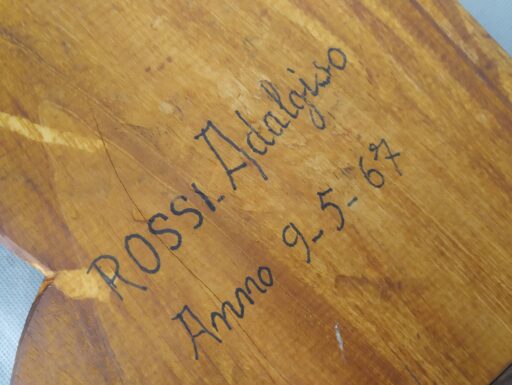 ROSSI. Adalgiso
Anno 9-5-67